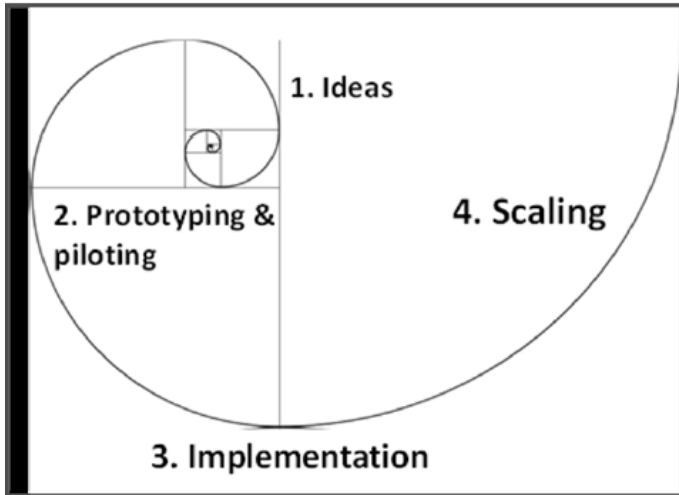 1. Ideas
2. Prototyping &
piloting
4. Scaling
3. Implementation